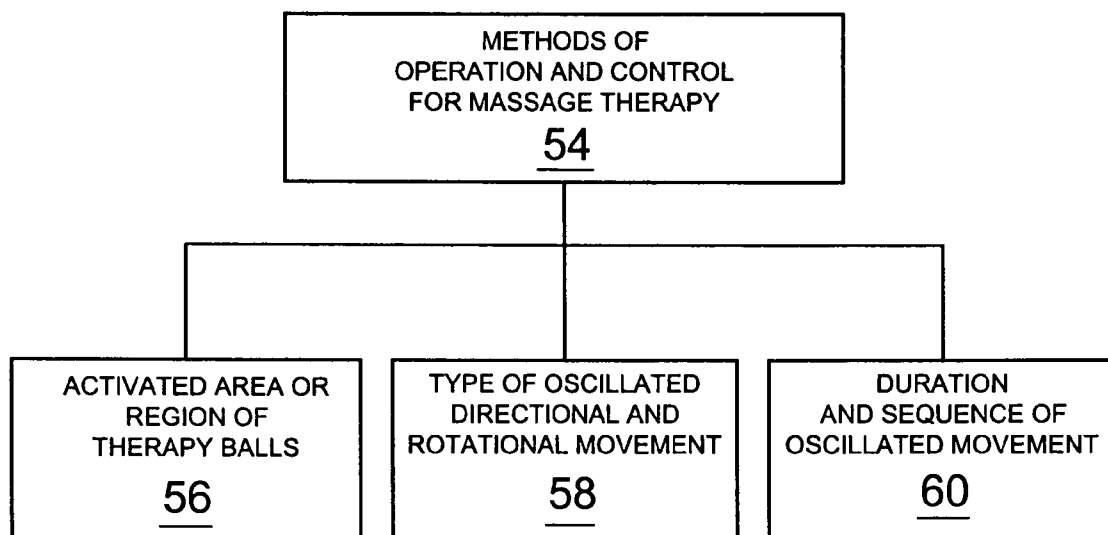 METHODS OF
OPERATION AND CONTROL
FOR MASSAGE THERAPY
54
ACTIVATED AREA OR
REGION OF
THERAPY BALLS
56
TYPE OF OSCILLATED
DIRECTIONAL AND
ROTATIONAL MOVEMENT
58
DURATION
AND SEQUENCE OF
OSCILLATED MOVEMENT
60